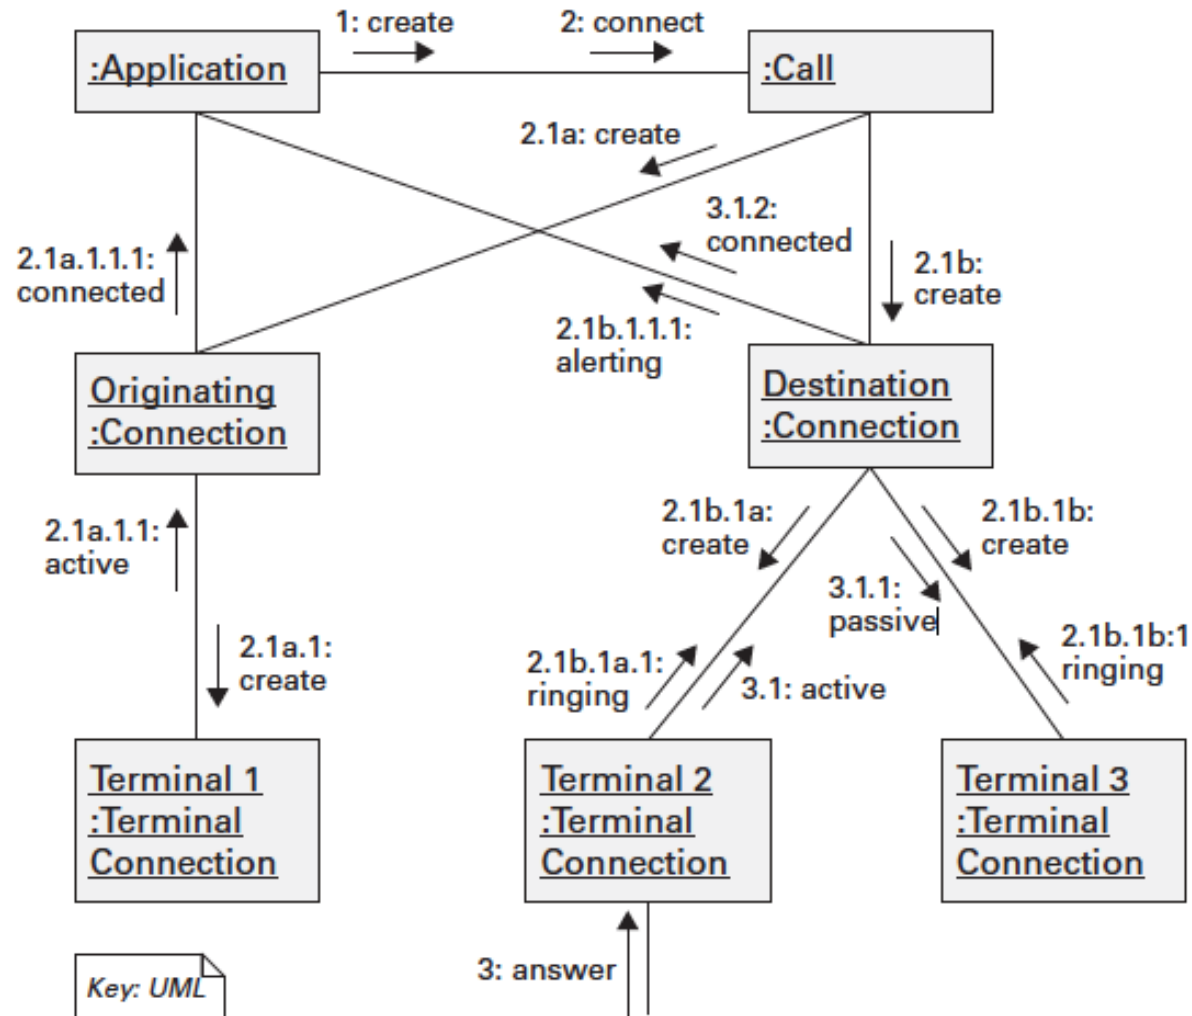 1: create
2: connect
:Application
:Call
2.1a: create
3.1.2:
connected
2.1a.1.1.1:
connected
2.1b:
create
2.1b.1.1.1:
alerting
Originating
:Connection
Destination
:Connection
2.1a.1.1:
active
2.1b.1a:
create
2.1b.1b:
create
3.1.1:
passive
2.1a.1:
create
2.1b.1a.1:
ringing
3.1: active
2.1b.1b:1
ringing
Terminal 1
:Terminal
Connection
Terminal 2
:Terminal
Connection
Terminal 3
:Terminal
Connection
3: answer
Key: UML